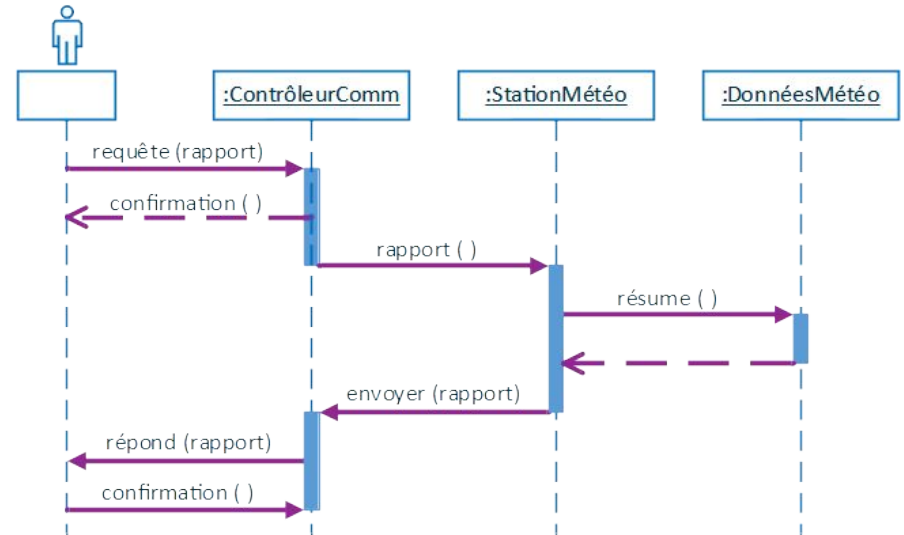 :ContrôleurComm
:StationMétéo
:DonnéesMétéo
requête (rapport)
confirmation ( )
rapport ( )
résume ( )
envoyer (rapport)
répond (rapport)
confirmation ( )